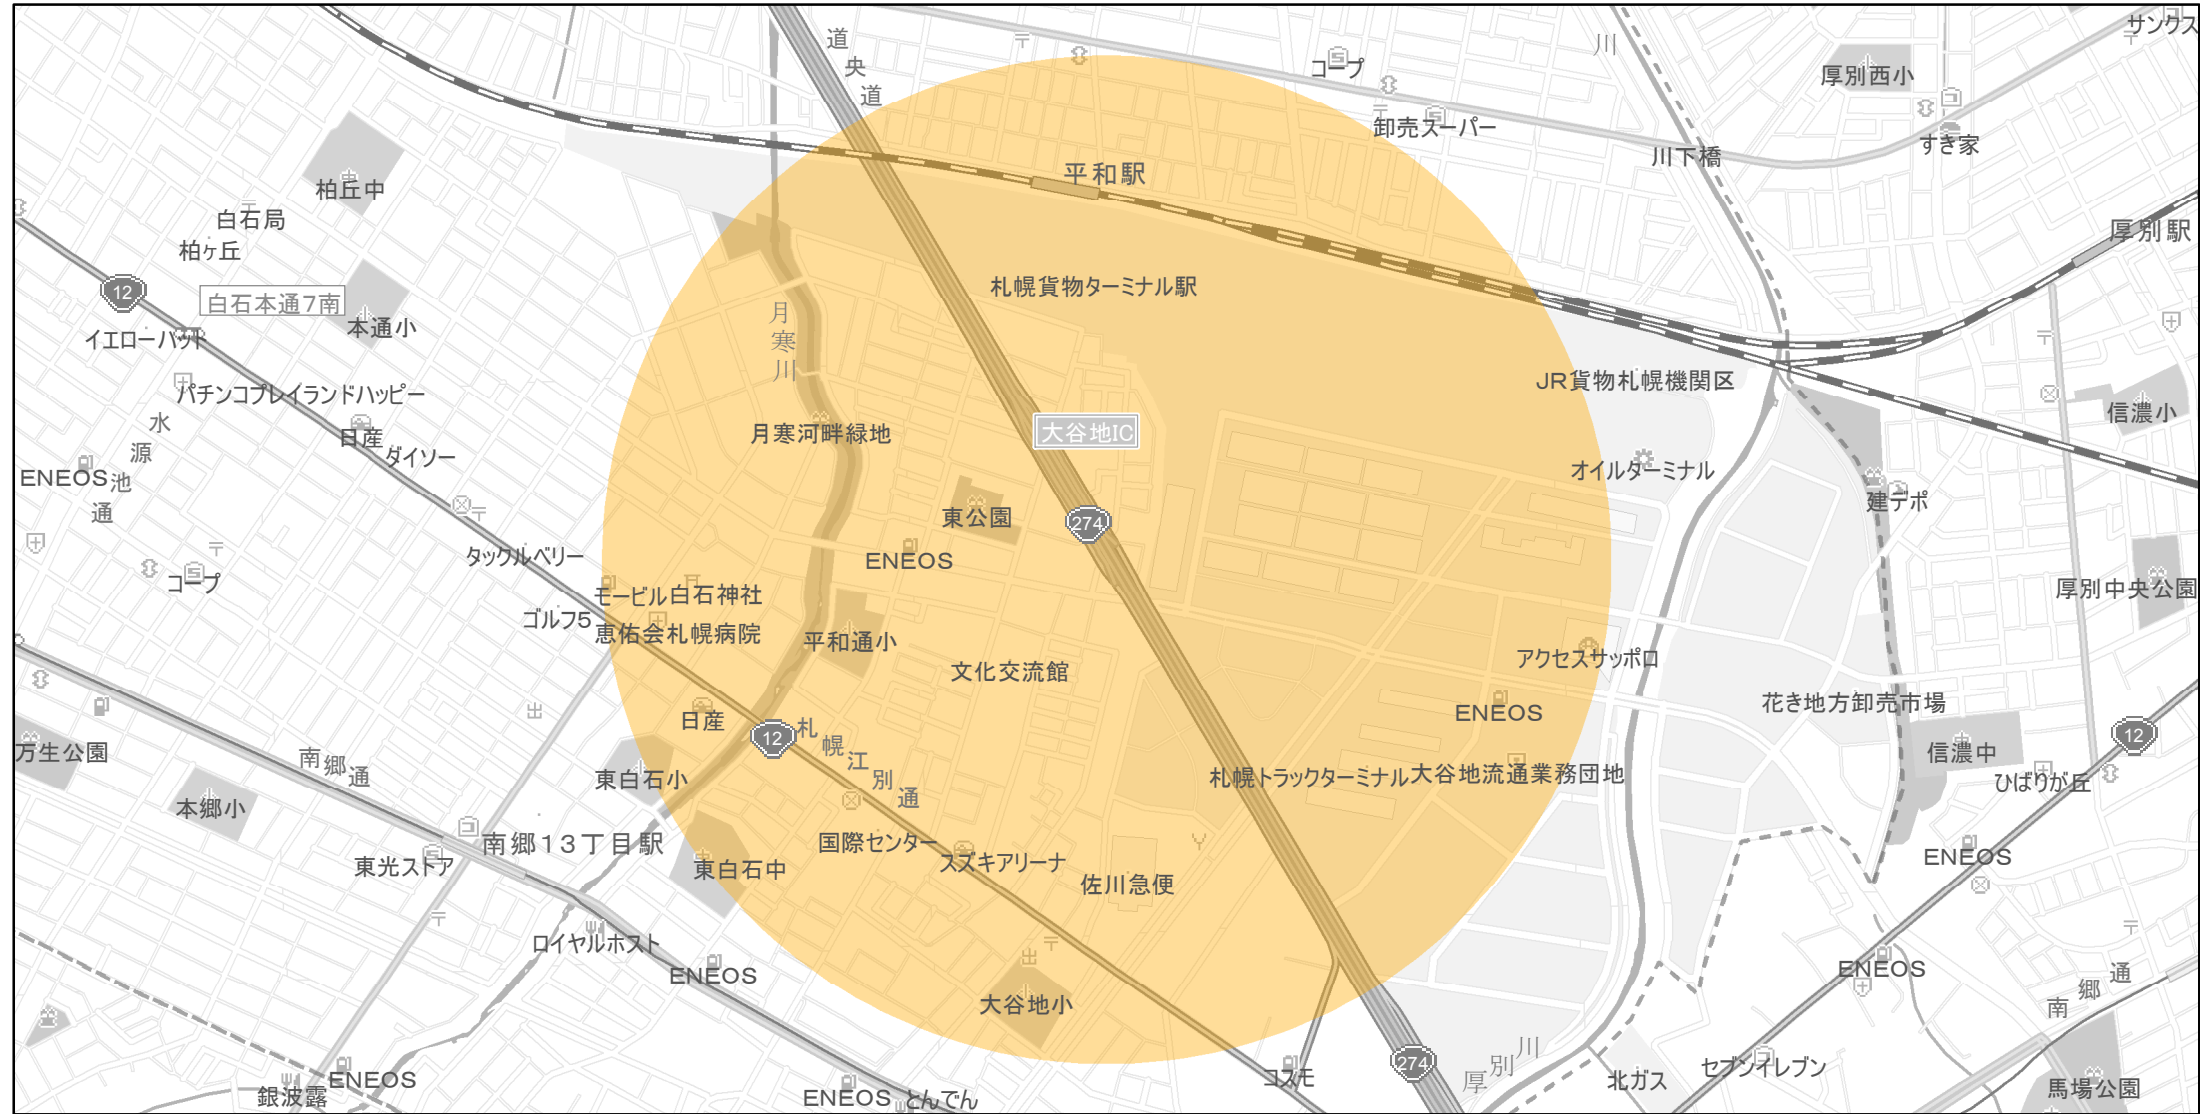 サンクス
道央道
川
コープ
厚別西小
卸売スーパー
すき家
川下橋
平和駅
柏丘中
白石局
柏ヶ丘
厚別駅
12
白石本通7南
札幌貨物ターミナル駅
月寒川
本通小
イエローハット
JR貨物札幌機関区
パチンコプレイランドハッピー
信濃小
水源池通
日産
月寒河畔緑地
大谷地IC
ダイソー
ENEOS
オイルターミナル
建デポ
東公園
274
タックルベリー
ENEOS
コープ
モービル
白石神社
厚別中央公園
ゴルフ5
恵佑会札幌病院
平和通小
アクセスサッポロ
文化交流館
花き地方卸売市場
日産
ENEOS
12
札幌江別通
12
万生公園
南郷通
信濃中
東白石小
札幌トラックターミナル
大谷地流通業務団地
ひばりが丘
本郷小
南郷13丁目駅
国際センター
東光ストア
スズキアリーナ
ENEOS
東白石中
佐川急便
ロイヤルホスト
ENEOS
ENEOS
南郷通
大谷地小
274
厚別川
コスモ
ENEOS
北ガス
セブンイレブン
銀波露
ENEOS
とんでん
馬場公園